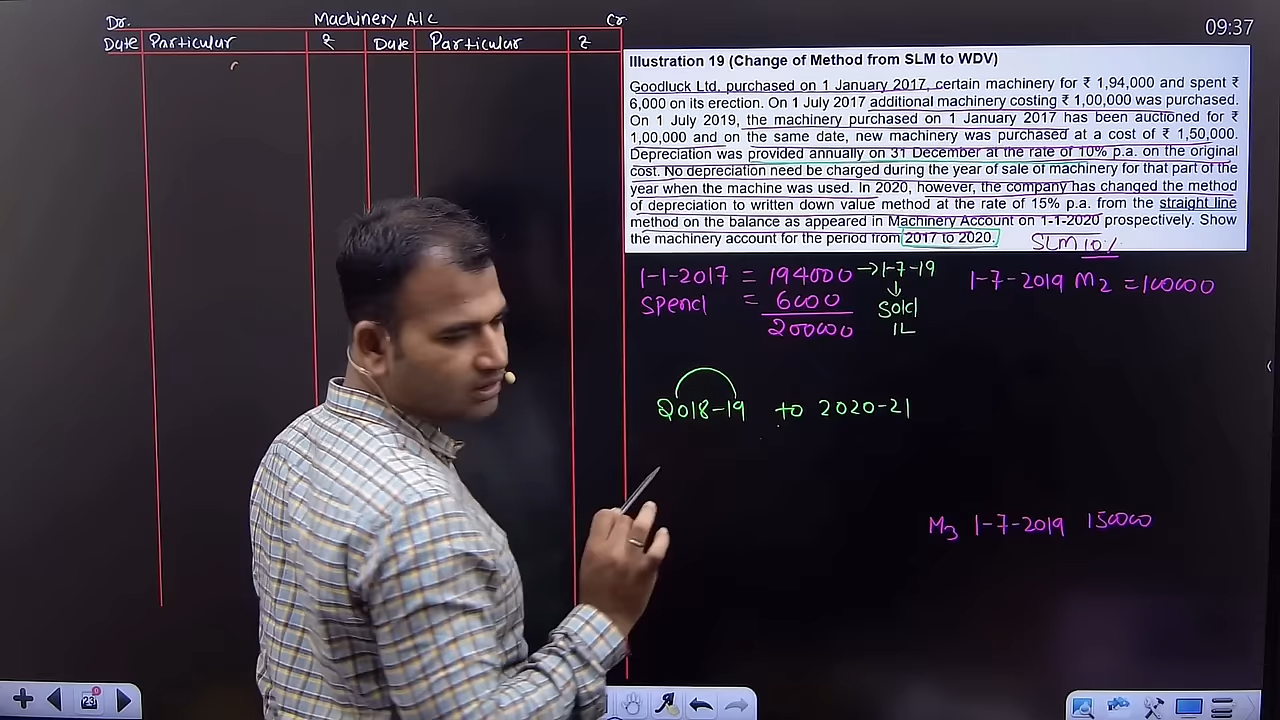 Dr. Machinery A/c Cr
Date Particular ₹ Date Particular ₹
09:37
Illustration 19 (Change of Method from SLM to WDV)
Goodluck Ltd. purchased on 1 January 2017, certain machinery for ₹ 1,94,000 and spent ₹
6,000 on its erection. On 1 July 2017 additional machinery costing ₹ 1,00,000 was purchased.
On 1 July 2019, the machinery purchased on 1 January 2017 has been auctioned for ₹
1,00,000 and on the same date, new machinery was purchased at a cost of ₹ 1,50,000.
Depreciation was provided annually on 31 December at the rate of 10% p.a. on the original
cost. No depreciation need be charged during the year of sale of machinery for that part of the
year when the machine was used. In 2020, however, the company has changed the method
of depreciation to written down value method at the rate of 15% p.a. from the straight line
method on the balance as appeared in Machinery Account on 1-1-2020 prospectively. Show
the machinery account for the period from 2017 to 2020.
SLM 10%
1-1-2017 = 194000 →1-7-19
↓
Spend = 6000 Sold
200000 1L
1-7-2019 M2 = 100000
2018-19 to 2020-21
M3 1-7-2019 150000
23